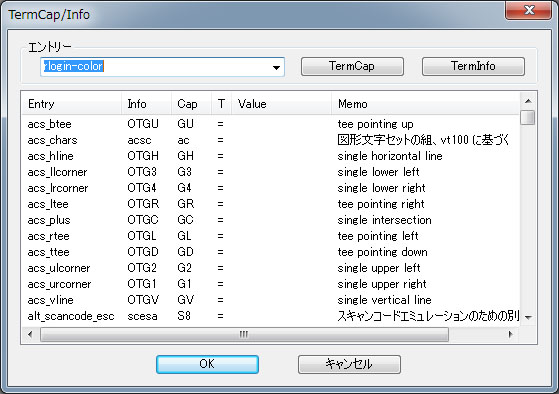 TermCap/Info
エントリー
rlogin-color
TermCap
TermInfo
Entry Info Cap T Value Memo
acs_btee OTGU GU = tee pointing up
acs_chars acsc ac = 図形文字セットの組、vt100 に基づく
acs_hline OTGH GH = single horizontal line
acs_llcorner OTG3 G3 = single lower left
acs_lrcorner OTG4 G4 = single lower right
acs_ltee OTGR GR = tee pointing right
acs_plus OTGC GC = single intersection
acs_rtee OTGL GL = tee pointing left
acs_ttee OTGD GD = tee pointing down
acs_ulcorner OTG2 G2 = single upper left
acs_urcorner OTG1 G1 = single upper right
acs_vline OTGV GV = single vertical line
alt_scancode_esc scesa S8 = スキャンコードエミュレーションのための別
OK
キャンセル